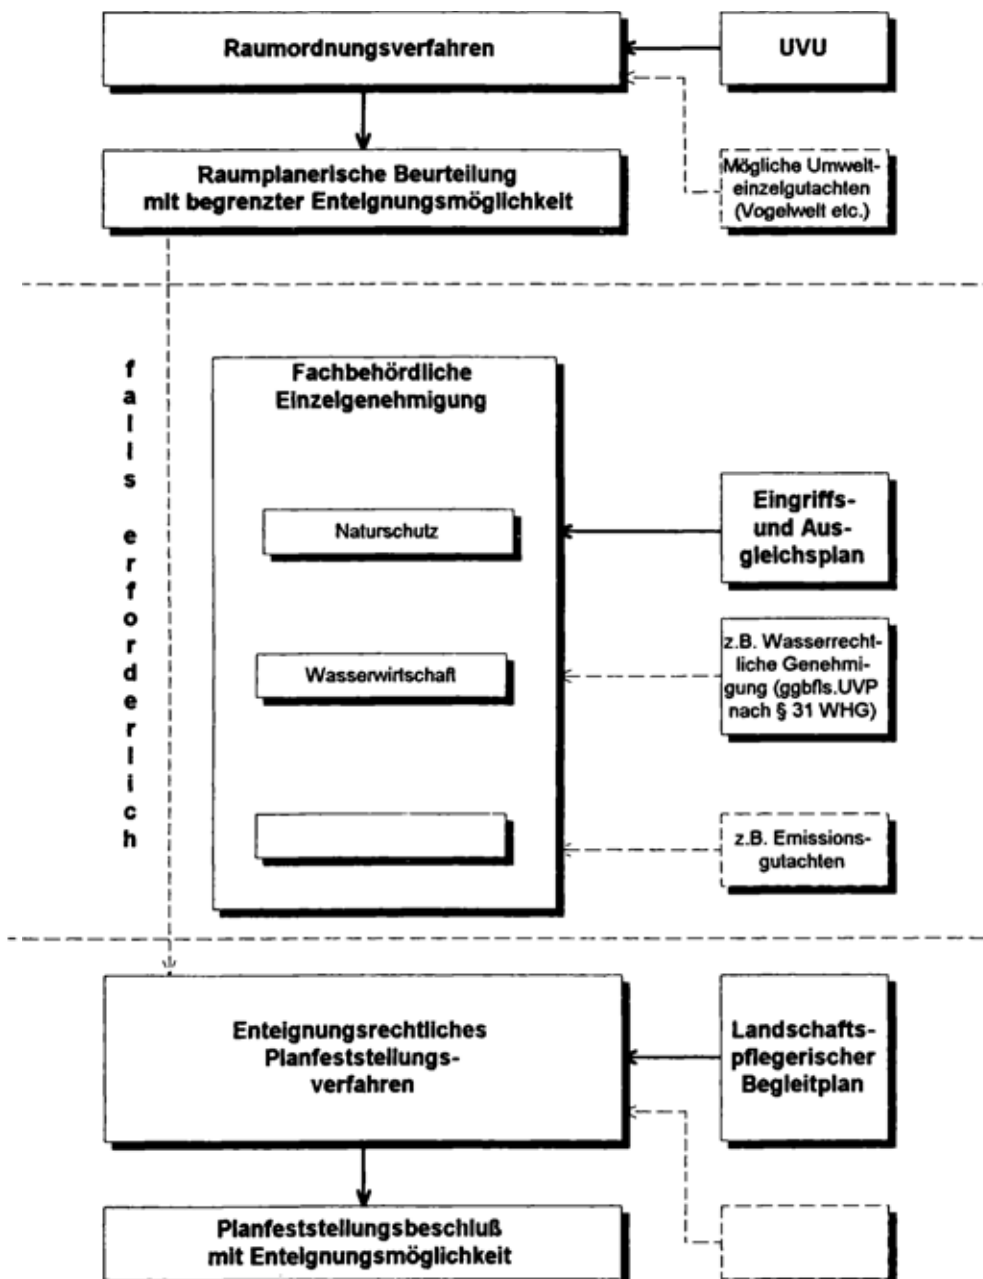 Raumordnungsverfahren
UVU
Raumplanerische Beurteilung
mit begrenzter Enteignungsmöglichkeit
Mögliche Umwelt-
einzelgutachten
(Vogelwelt etc.)
falls erforderlich
Fachbehördliche
Einzelgenehmigung
Naturschutz
Eingriffs-
und Aus-
gleichsplan
Wasserwirtschaft
z.B. Wasserrecht-
liche Genehmi-
gung (ggbfls.UVP
nach § 31 WHG)
z.B. Emissions-
gutachten
Enteignungsrechtliches
Planfeststellungs-
verfahren
Landschafts-
pflegerischer
Begleitplan
Planfeststellungsbeschluß
mit Enteignungsmöglichkeit